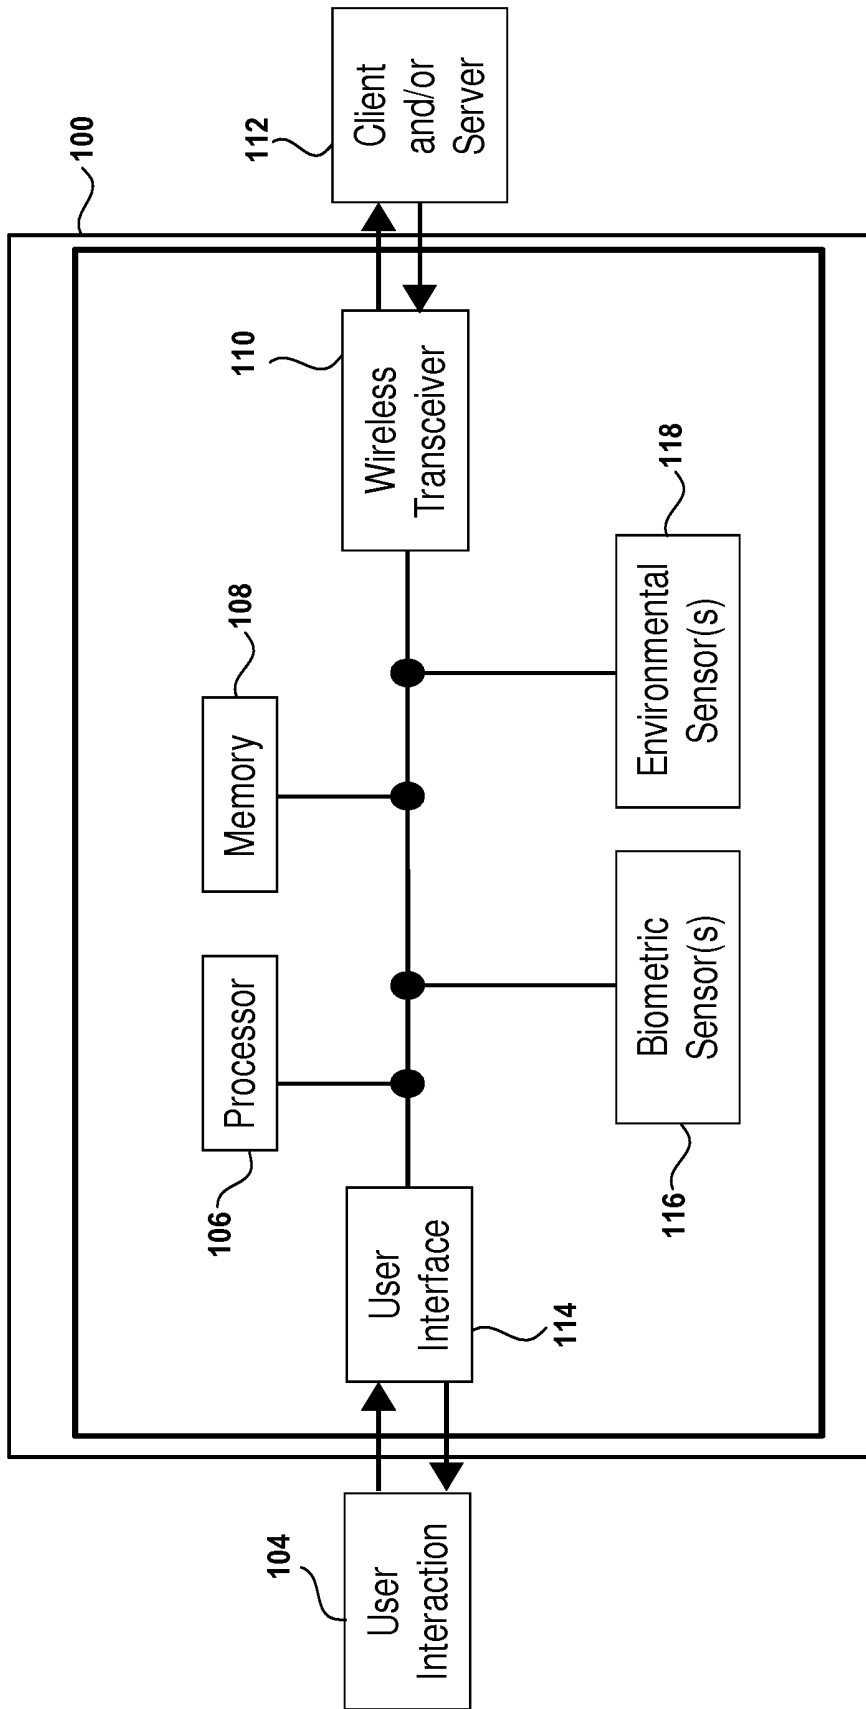 100
104
User
Interaction
106
Processor
108
Memory
110
Wireless
Transceiver
112
Client
and/or
Server
User
Interface
114
Biometric
Sensor(s)
116
Environmental
Sensor(s)
118